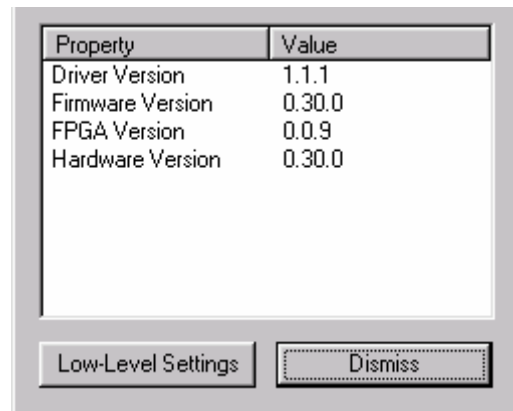 Property Value
Driver Version 1.1.1
Firmware Version 0.30.0
FPGA Version 0.0.9
Hardware Version 0.30.0
Low-Level Settings Dismiss